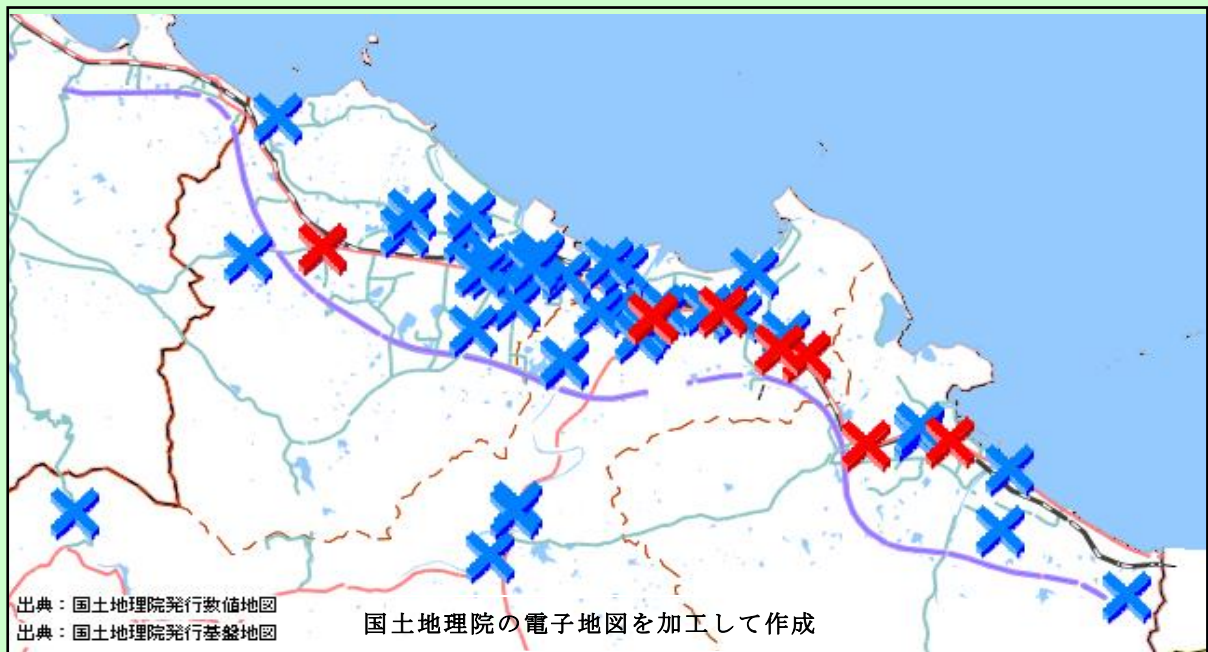 出典：国土地理院発行数値地図
出典：国土地理院発行基盤地図
国土地理院の電子地図を加工して作成